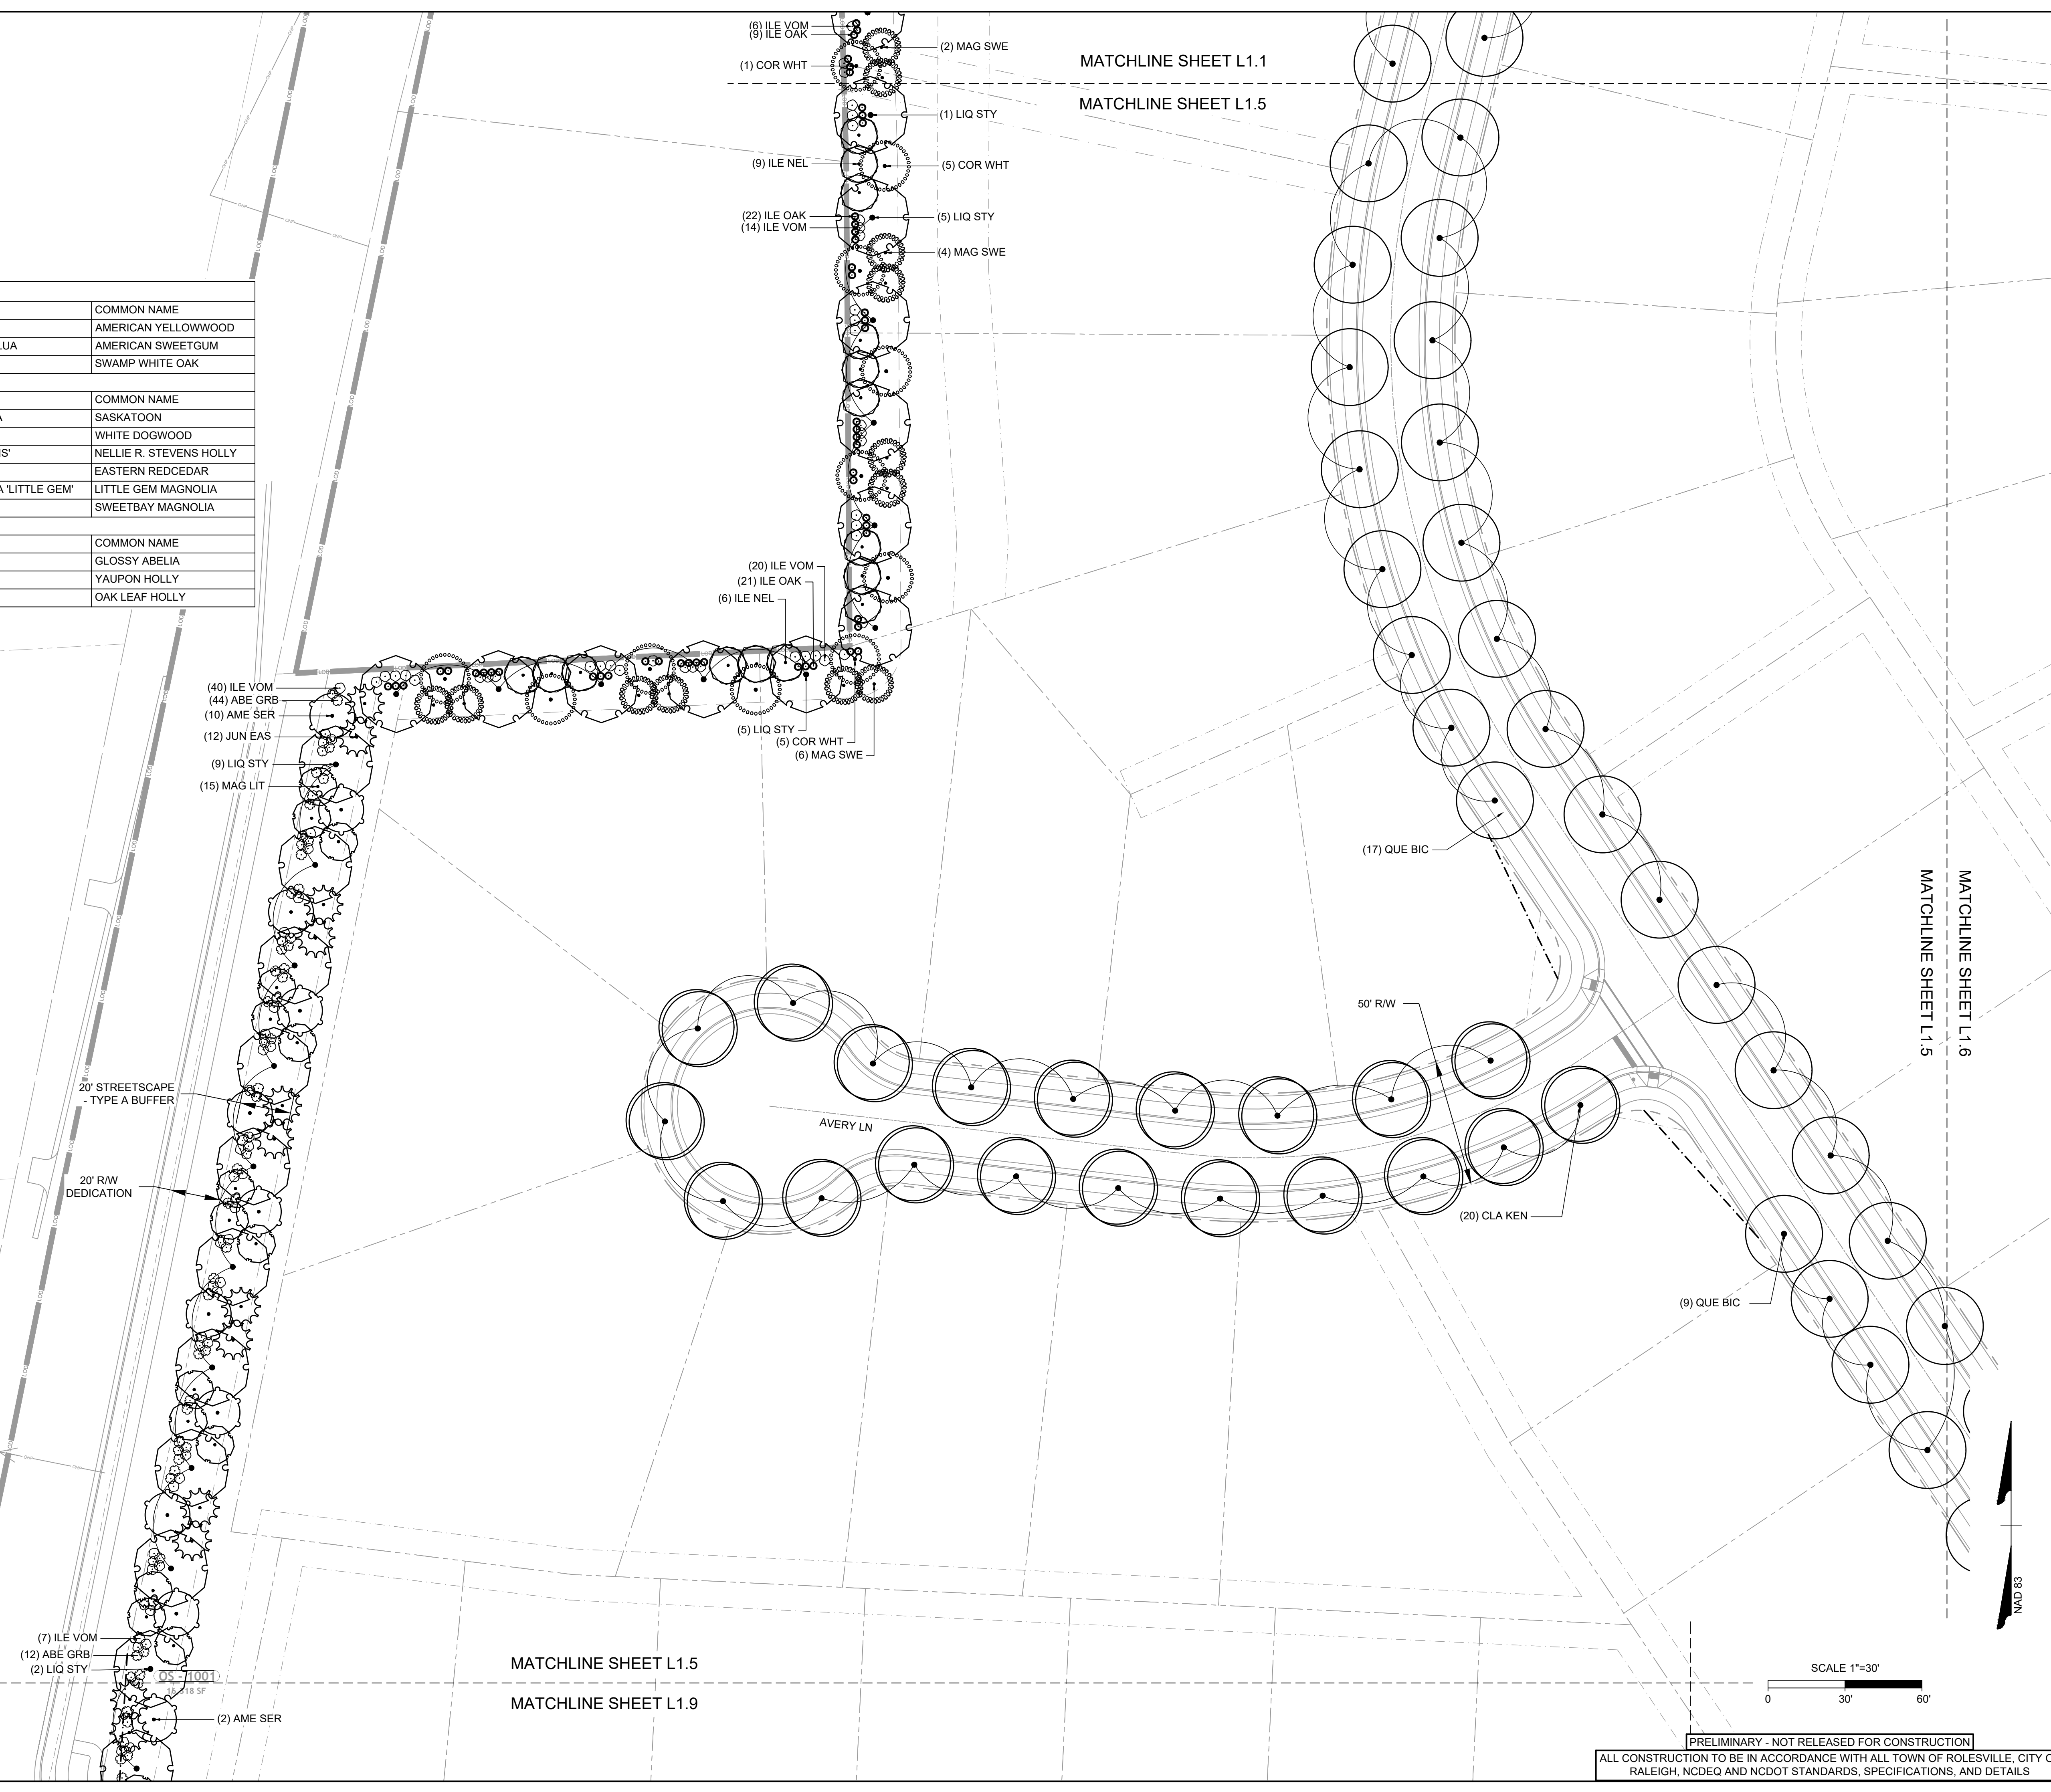 (6) ILE VOM
(9) ILE OAK
(2) MAG SWE
(1) COR WHT
MATCHLINE SHEET L1.1
MATCHLINE SHEET L1.5
(1) LIQ STY
(9) ILE NEL
(5) COR WHT
(22) ILE OAK
(14) ILE VOM
(5) LIQ STY
(4) MAG SWE
COMMON NAME
AMERICAN YELLOWWOOD
LUA AMERICAN SWEETGUM
SWAMP WHITE OAK
COMMON NAME
A SASKATOON
WHITE DOGWOOD
IS' NELLIE R. STEVENS HOLLY
EASTERN REDCEDAR
A 'LITTLE GEM' LITTLE GEM MAGNOLIA
SWEETBAY MAGNOLIA
COMMON NAME
GLOSSY ABELIA
YAUPON HOLLY
OAK LEAF HOLLY
(20) ILE VOM
(21) ILE OAK
(6) ILE NEL
(40) ILE VOM
(44) ABE GRB
(10) AME SER
(12) JUN EAS
(9) LIQ STY
(15) MAG LIT
(5) LIQ STY
(5) COR WHT
(6) MAG SWE
(17) QUE BIC
MATCHLINE SHEET L1.5
MATCHLINE SHEET L1.6
50' R/W
20' STREETSCAPE
- TYPE A BUFFER
AVERY LN
20' R/W
DEDICATION
(20) CLA KEN
(9) QUE BIC
NAD 83
(7) ILE VOM
(12) ABE GRB
(2) LIQ STY
OS - 1001
SF
MATCHLINE SHEET L1.5
MATCHLINE SHEET L1.9
(2) AME SER
SCALE 1"=30'
0 30' 60'
PRELIMINARY - NOT RELEASED FOR CONSTRUCTION
ALL CONSTRUCTION TO BE IN ACCORDANCE WITH ALL TOWN OF ROLESVILLE, CITY O
RALEIGH, NCDEQ AND NCDOT STANDARDS, SPECIFICATIONS, AND DETAILS
LOD
OHP